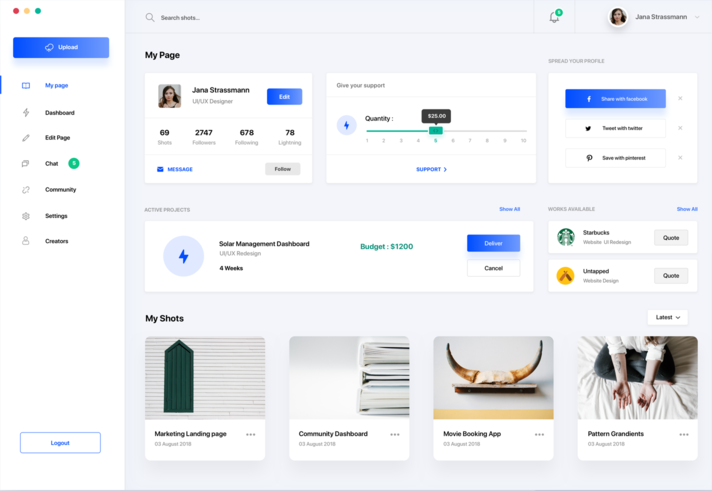 Search shots...
6
Jana Strassmann
Upload
My page
Dashboard
Edit Page
Chat
5
Community
Settings
Creators
Logout
My Page
Jana Strassmann
UI/UX Designer
Edit
69
Shots
2747
Followers
678
Following
78
Lightning
MESSAGE
Follow
Give your support
Quantity :
$25.00
1 2 3 4 5 6 7 8 9 10
SUPPORT
SPREAD YOUR PROFILE
Share with facebook
Tweet with twitter
Save with pinterest
ACTIVE PROJECTS
Show All
Solar Management Dashboard
UI/UX Redesign
4 Weeks
Budget : $1200
Deliver
Cancel
WORKS AVAILABLE
Show All
Starbucks
Website UI Redesign
Quote
Untapped
Website Design
Quote
My Shots
Latest
Marketing Landing page
03 August 2018
Community Dashboard
03 August 2018
Movie Booking App
03 August 2018
Pattern Grandients
03 August 2018